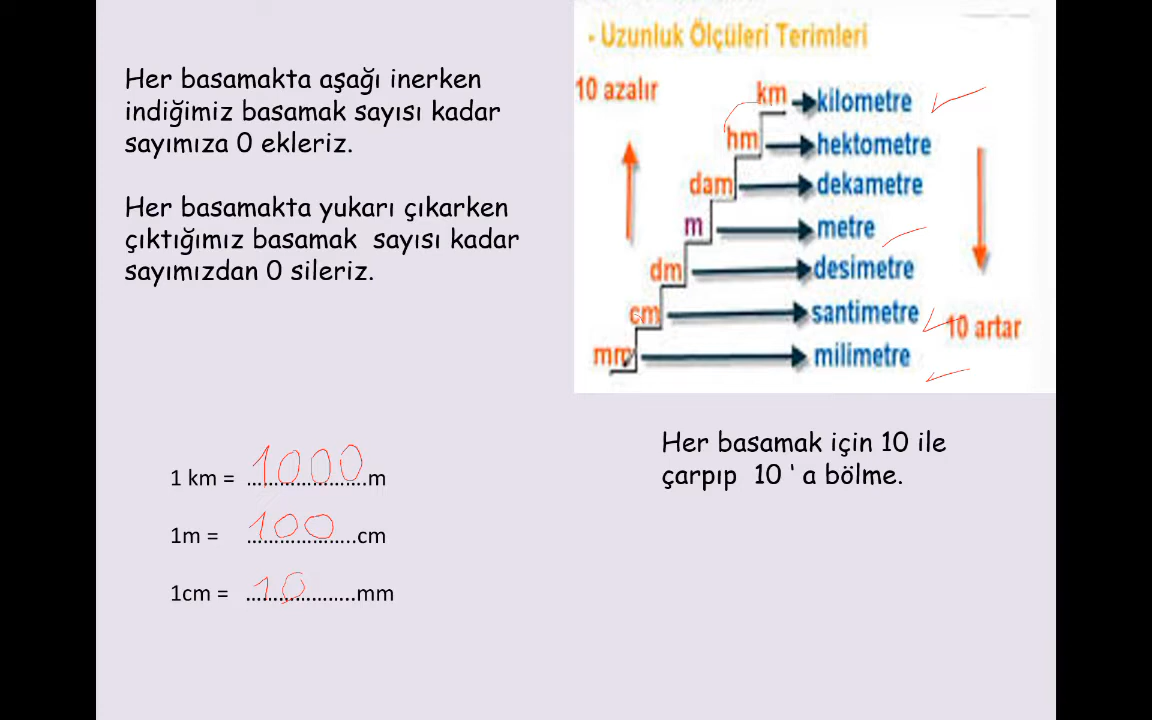 Her basamakta aşağı inerken
indiğimiz basamak sayısı kadar
sayımıza 0 ekleriz.
Her basamakta yukarı çıkarken
çıktığımız basamak sayısı kadar
sayımızdan 0 sileriz.
- Uzunluk Ölçüleri Terimleri
10 azalır
km kilometre
hm hektometre
dam dekametre
m metre
dm desimetre
cm santimetre
10 artar
mm milimetre
1 km = 1000 m
1m = 100 cm
1cm = 10 mm
Her basamak için 10 ile
çarpıp 10 ' a bölme.